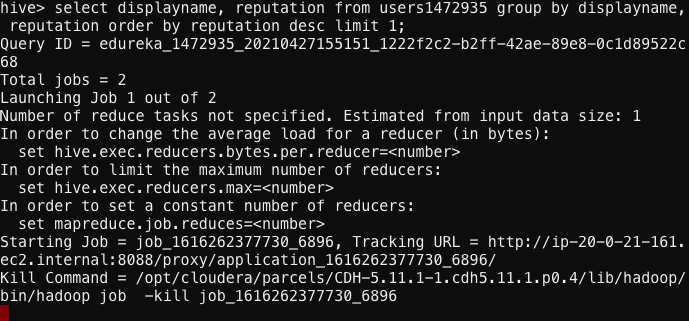 hive> select displayname, reputation from users1472935 group by displayname,
 reputation order by reputation desc limit 1;
Query ID = edureka_1472935_20210427155151_1222f2c2-b2ff-42ae-89e8-0c1d89522c
68
Total jobs = 2
Launching Job 1 out of 2
Number of reduce tasks not specified. Estimated from input data size: 1
In order to change the average load for a reducer (in bytes):
  set hive.exec.reducers.bytes.per.reducer=<number>
In order to limit the maximum number of reducers:
  set hive.exec.reducers.max=<number>
In order to set a constant number of reducers:
  set mapreduce.job.reduces=<number>
Starting Job = job_1616262377730_6896, Tracking URL = http://ip-20-0-21-161.
ec2.internal:8088/proxy/application_1616262377730_6896/
Kill Command = /opt/cloudera/parcels/CDH-5.11.1-1.cdh5.11.1.p0.4/lib/hadoop/
bin/hadoop job  -kill job_1616262377730_6896